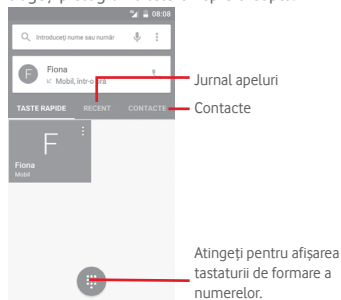 08:08
Introduceți nume sau număr
F
Fiona
Mobil, într-o oră
TASTE RAPIDE RECENT CONTACTE
F
Fiona
Mobil
Jurnal apeluri
Contacte
Atingeți pentru afișarea
tastaturii de formare a
numerelor.